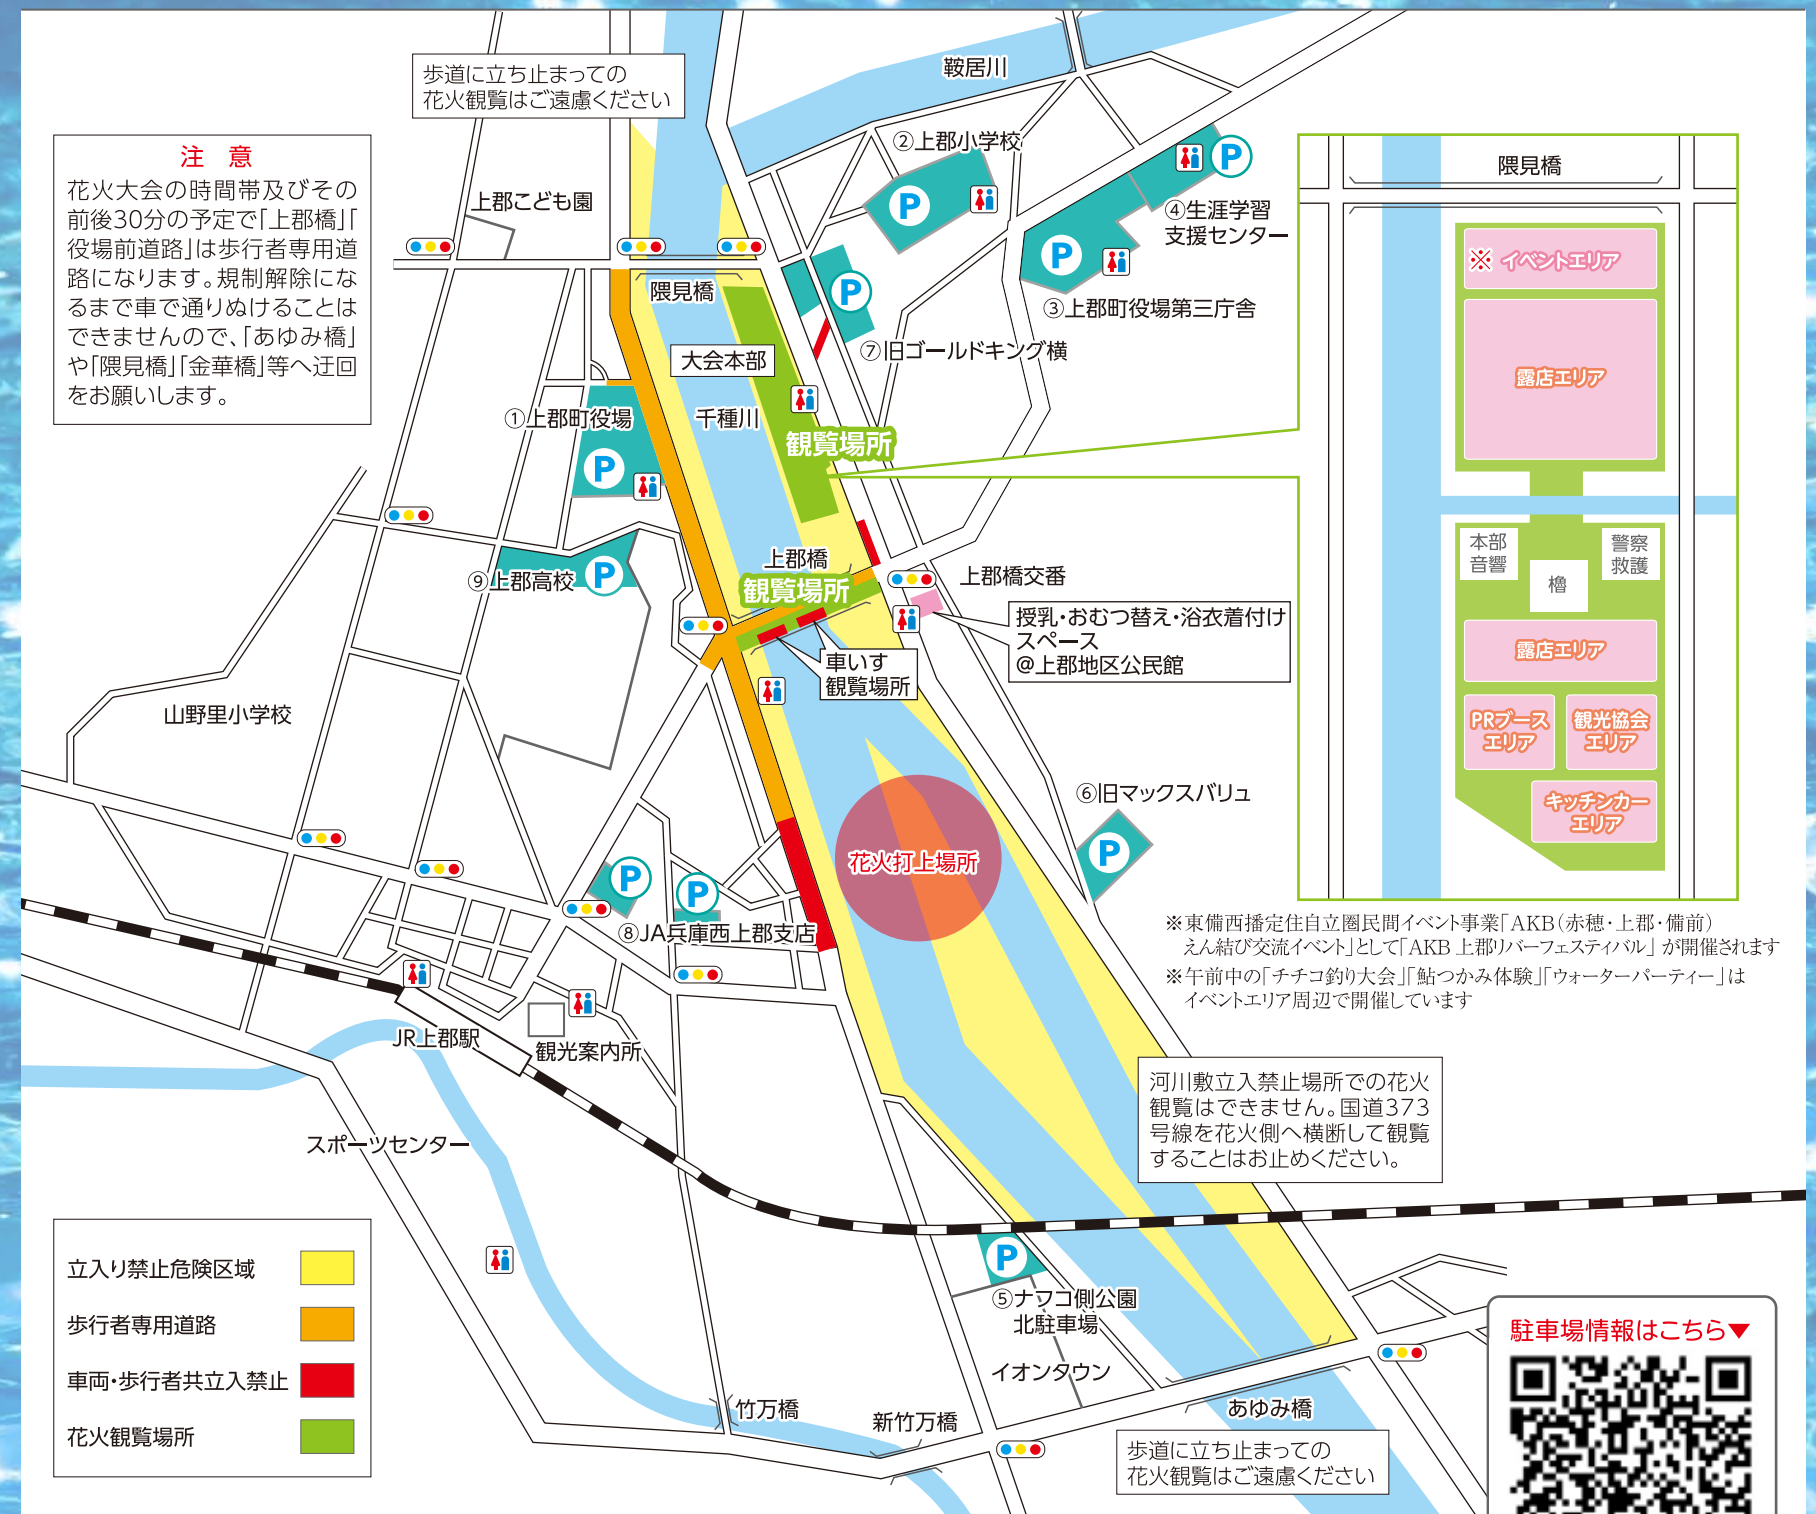 歩道に立ち止まっての
花火観覧はご遠慮ください
鞍居川
注 意
花火大会の時間帯及びその
前後30分の予定で「上郡橋」「
役場前道路」は歩行者専用道
路になります。規制解除にな
るまで車で通りぬけることは
できませんので、「あゆみ橋」
や「隈見橋」「金華橋」等へ迂回
をお願いします。
上郡こども園
②上郡小学校
P
P
④生涯学習
支援センター
P
③上郡町役場第三庁舎
隈見橋
P
⑦旧ゴールドキング横
大会本部
千種川
観覧場所
①上郡町役場
P
⑨上郡高校
P
上郡橋
観覧場所
上郡橋交番
授乳・おむつ替え・浴衣着付け
スペース
@上郡地区公民館
車いす
観覧場所
山野里小学校
花火打上場所
⑥旧マックスバリュ
P
P
P
⑧JA兵庫西上郡支店
JR上郡駅
観光案内所
スポーツセンター
隈見橋
※ イベントエリア
露店エリア
本部
音響
櫓
警察
救護
露店エリア
PRブース
エリア
観光協会
エリア
キッチンカー
エリア
※東備西播定住自立圏民間イベント事業「AKB(赤穂・上郡・備前)
えん結び交流イベント」として「AKB 上郡リバーフェスティバル」 が開催されます
※午前中の「チチコ釣り大会」「鮎つかみ体験」「ウォーターパーティー」は
イベントエリア周辺で開催しています
河川敷立入禁止場所での花火
観覧はできません。国道373
号線を花火側へ横断して観覧
することはお止めください。
立入り禁止危険区域
歩行者専用道路
車両・歩行者共立入禁止
花火観覧場所
P
⑤ナフコ側公園
北駐車場
イオンタウン
竹万橋
新竹万橋
あゆみ橋
歩道に立ち止まっての
花火観覧はご遠慮ください
駐車場情報はこちら▼